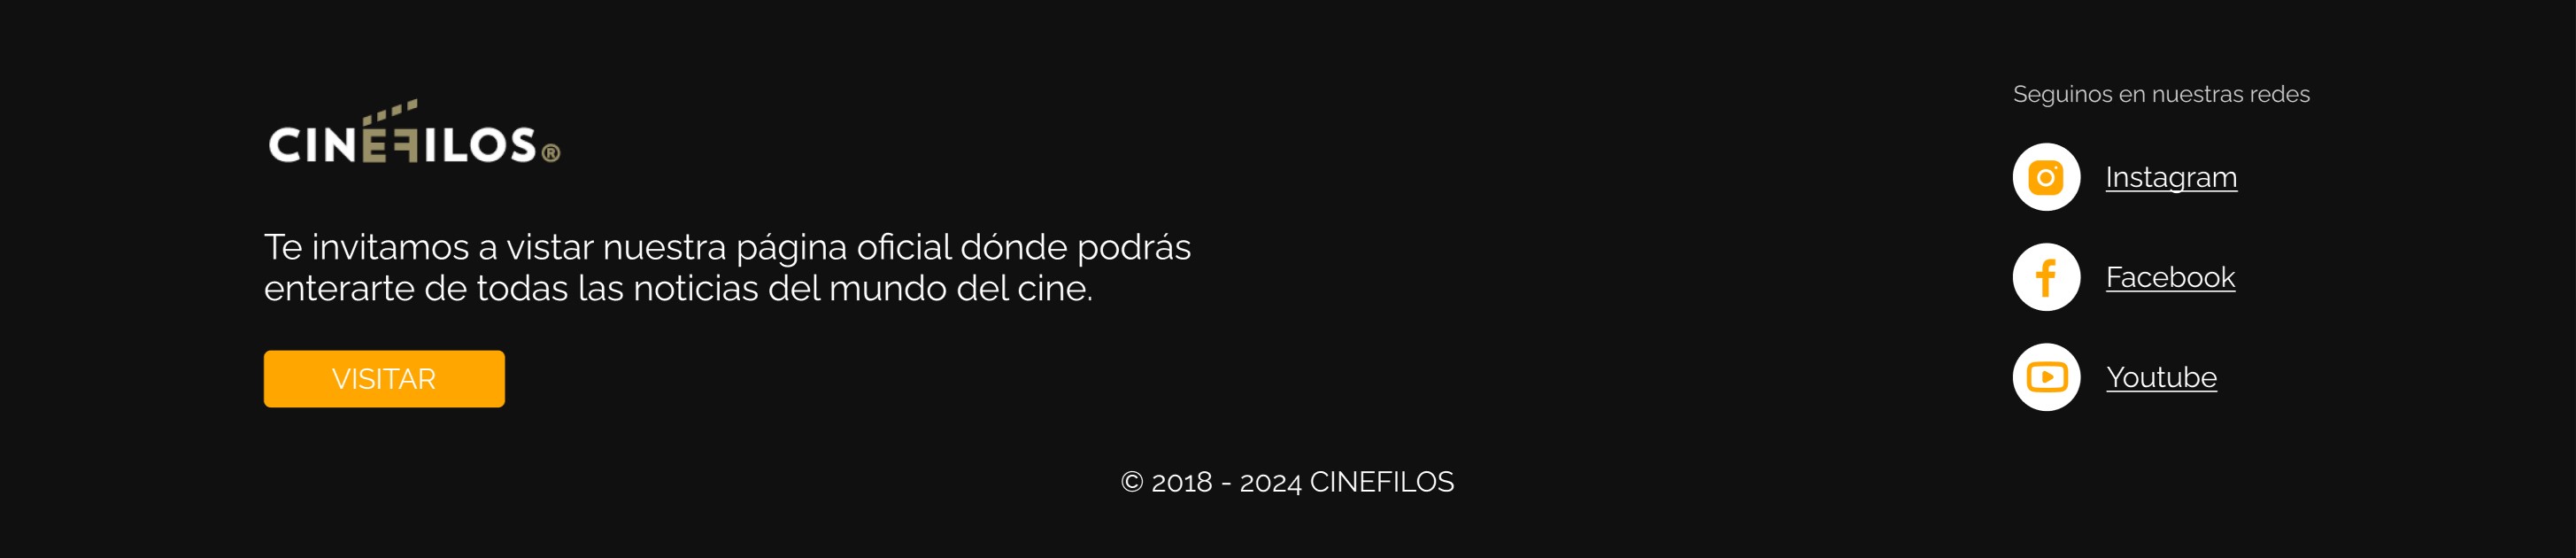 CINEFILOS®
Te invitamos a vistar nuestra página oficial dónde podrás
enterarte de todas las noticias del mundo del cine.
VISITAR
Seguinos en nuestras redes
Instagram
Facebook
Youtube
© 2018 - 2024 CINEFILOS